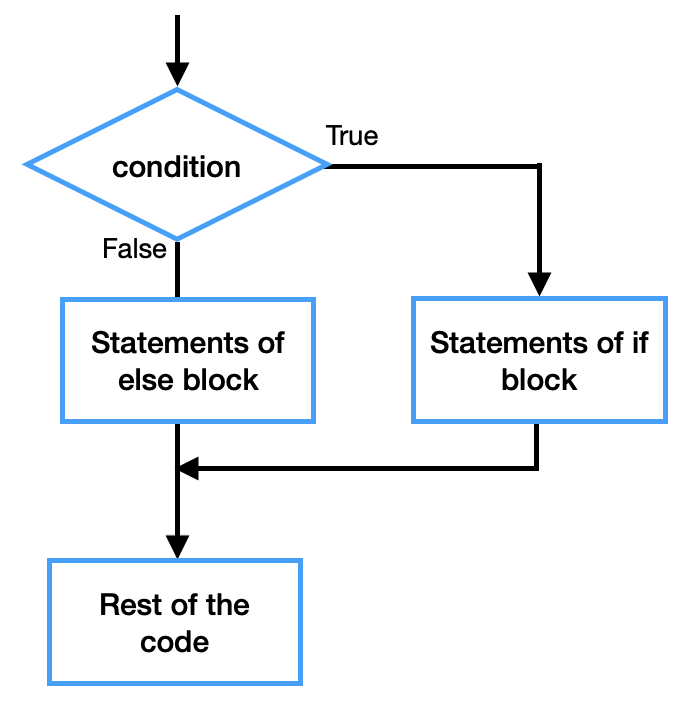 True
condition
False
Statements of
else block
Statements of if
block
Rest of the
code